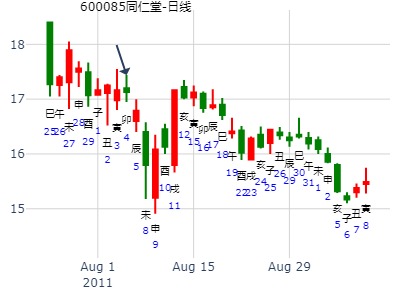 600085同仁堂-日线
18
17
16
15
巳 午 未 申 酉 子 丑 寅 卯 辰 未 申 酉 戌 亥 寅 卯 辰 巳 午 酉 戌 亥 子 丑 辰 巳 午 未 申 亥 子 丑 寅
25 26 27 28 29 1 2 3 4 5 8 9 10 11 12 15 16 17 18 19 22 23 24 25 26 29 30 31 1 2 5 6 7 8
Aug 1 Aug 15 Aug 29
2011